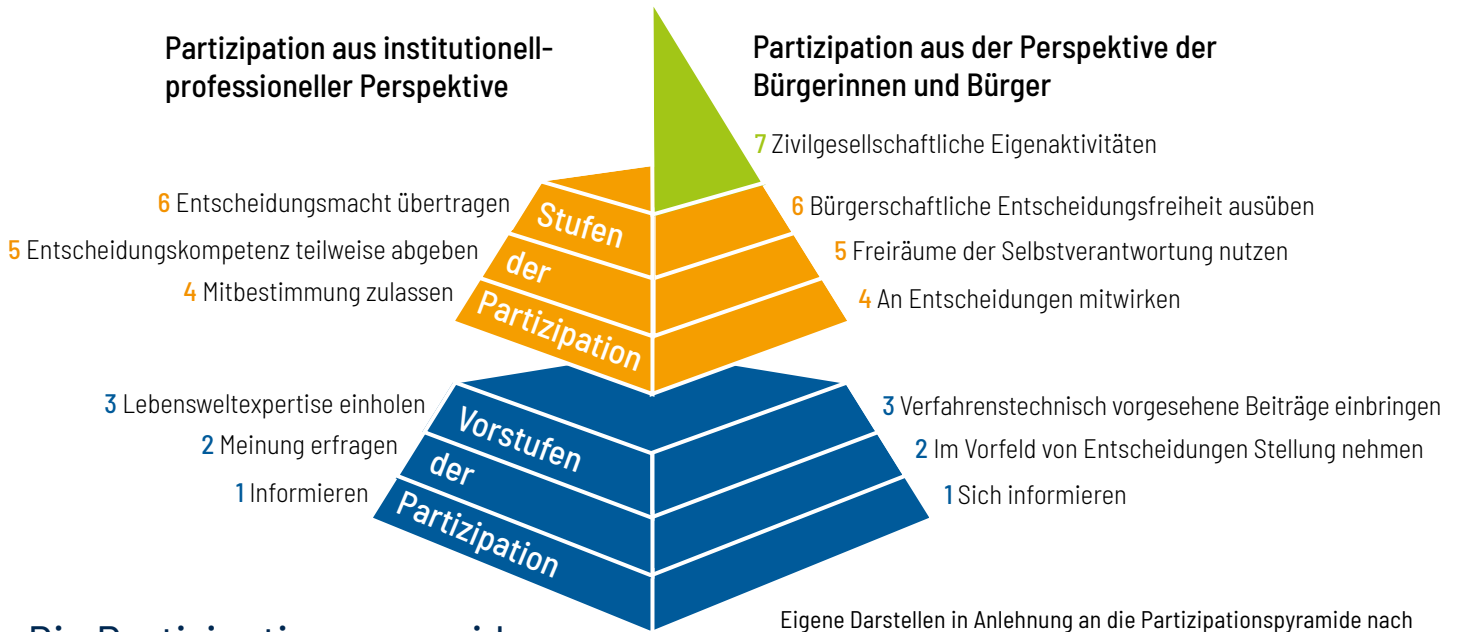 Partizipation aus institutionell-
professioneller Perspektive
6 Entscheidungsmacht übertragen
5 Entscheidungskompetenz teilweise abgeben
4 Mitbestimmung zulassen
3 Lebensweltexpertise einholen
2 Meinung erfragen
1 Informieren
Stufen
der
Partizipation
Vorstufen
der
Partizipation
Partizipation aus der Perspektive der
Bürgerinnen und Bürger
7 Zivilgesellschaftliche Eigenaktivitäten
6 Bürgerschaftliche Entscheidungsfreiheit ausüben
5 Freiräume der Selbstverantwortung nutzen
4 An Entscheidungen mitwirken
3 Verfahrenstechnisch vorgesehene Beiträge einbringen
2 Im Vorfeld von Entscheidungen Stellung nehmen
1 Sich informieren
Eigene Darstellen in Anlehnung an die Partizipationspyramide nach